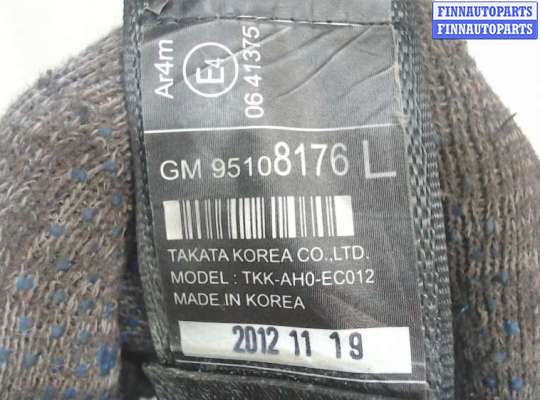 FINNAUTOPARTS
FINNAUTOPARTS
Ar4m
E4
06 41375
GM 95108176 L
TAKATA KOREA CO.,LTD.
MODEL : TKK-AH0-EC012
MADE IN KOREA
2012 11 19